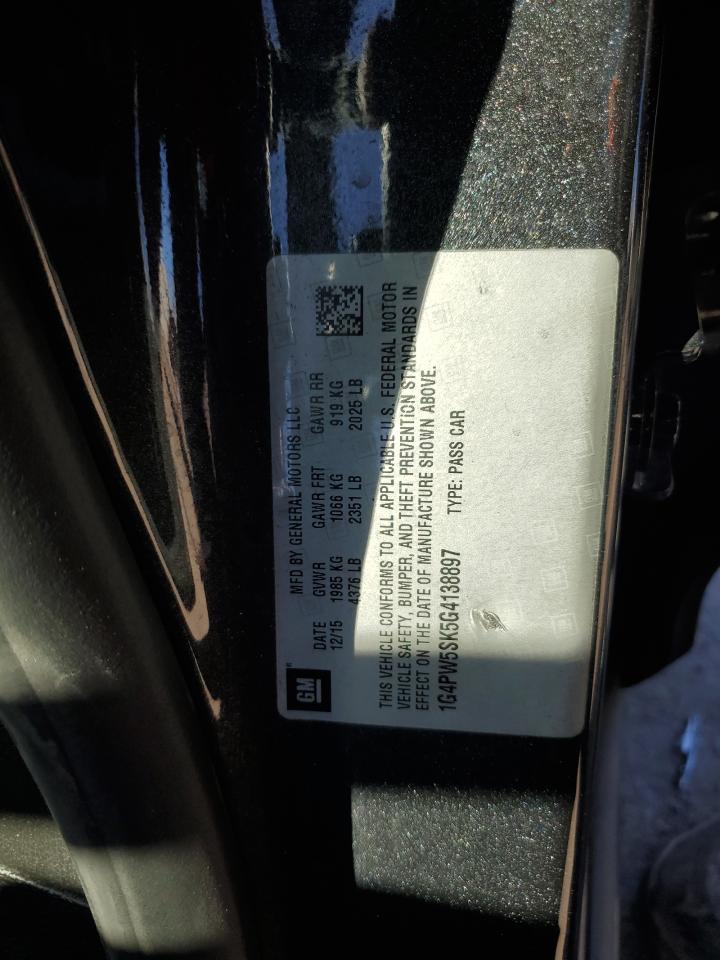 GM ®
MFD BY GENERAL MOTORS LLC
DATE GVWR GAWR FRT GAWR RR
12/15 1985 KG 1066 KG 919 KG
4376 LB 2351 LB 2025 LB
THIS VEHICLE CONFORMS TO ALL APPLICABLE U.S. FEDERAL MOTOR
VEHICLE SAFETY, BUMPER, AND THEFT PREVENTION STANDARDS IN
EFFECT ON THE DATE OF MANUFACTURE SHOWN ABOVE.
1G4PW5SK5G4138897 TYPE: PASS CAR